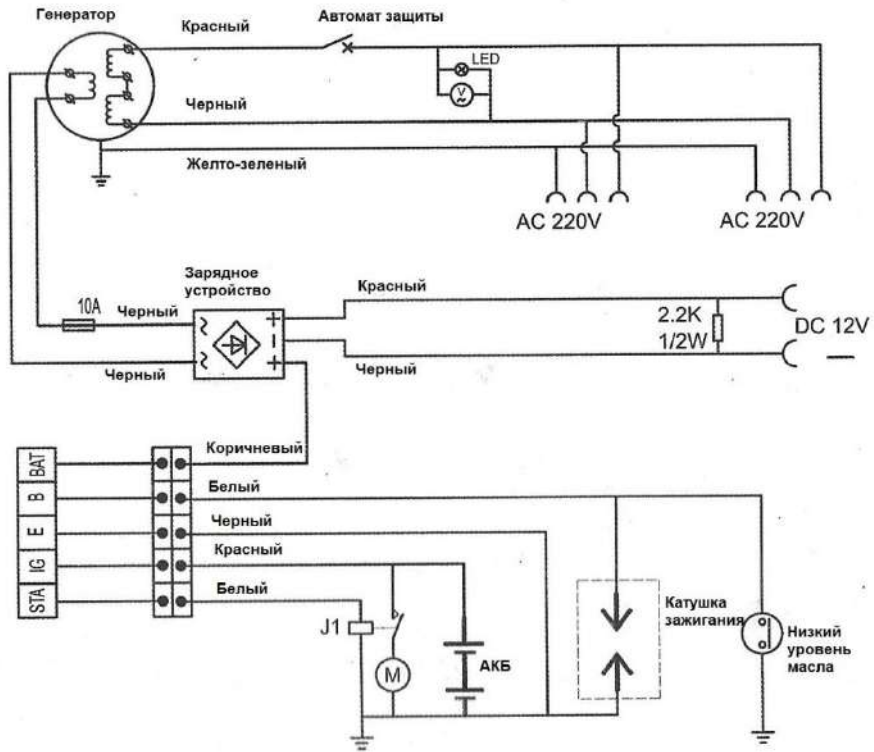 Генератор
Красный
Автомат защиты
LED
V
Черный
Желто-зеленый
AC 220V
AC 220V
Зарядное
устройство
Красный
10A
Черный
2.2K
1/2W
DC 12V
Черный
Черный
Коричневый
BAT
Белый
B
Черный
E
Красный
IG
Белый
STA
J1
M
АКБ
Катушка
зажигания
Низкий
уровень
масла